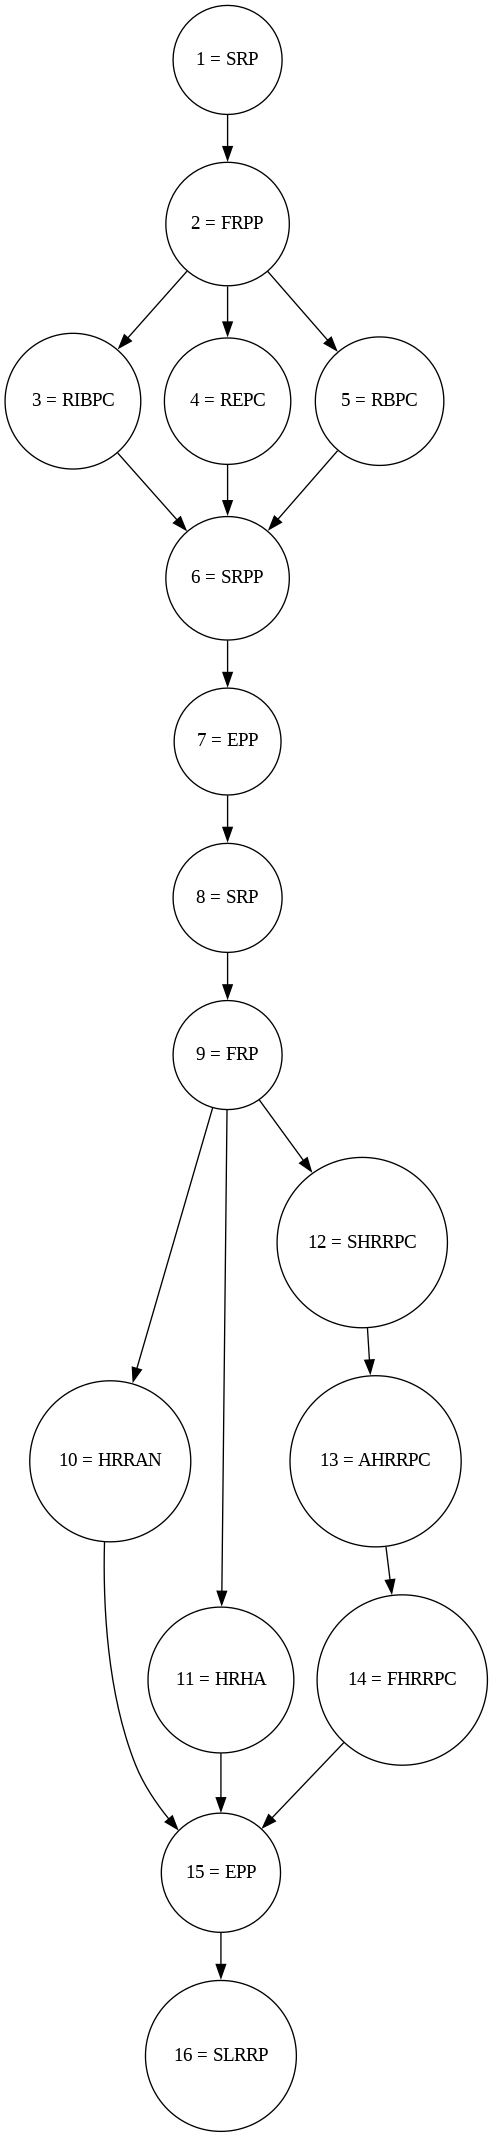 1 = SRP
2 = FRPP
3 = RIBPC
4 = REPC
5 = RBPC
6 = SRPP
7 = EPP
8 = SRP
9 = FRP
12 = SHRRPC
10 = HRRAN
13 = AHRRPC
11 = HRHA
14 = FHRRPC
15 = EPP
16 = SLRRP